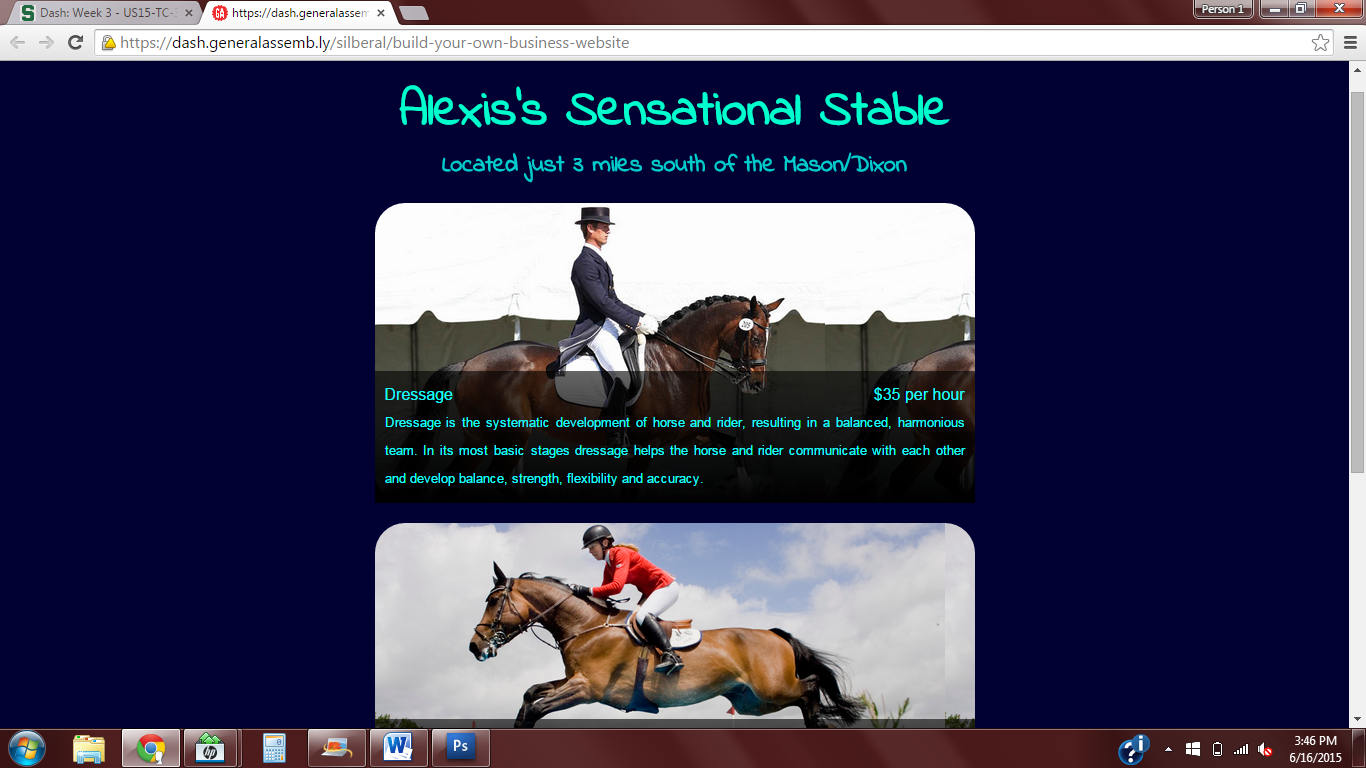 Dash: Week 3 - US15-TC-
https://dash.generalassem
Person 1
https://dash.generalassemb.ly/silberal/build-your-own-business-website
Alexis's Sensational Stable
Located just 3 miles south of the Mason/Dixon
Dressage $35 per hour
Dressage is the systematic development of horse and rider, resulting in a balanced, harmonious
team. In its most basic stages dressage helps the horse and rider communicate with each other
and develop balance, strength, flexibility and accuracy.
3:46 PM
6/16/2015